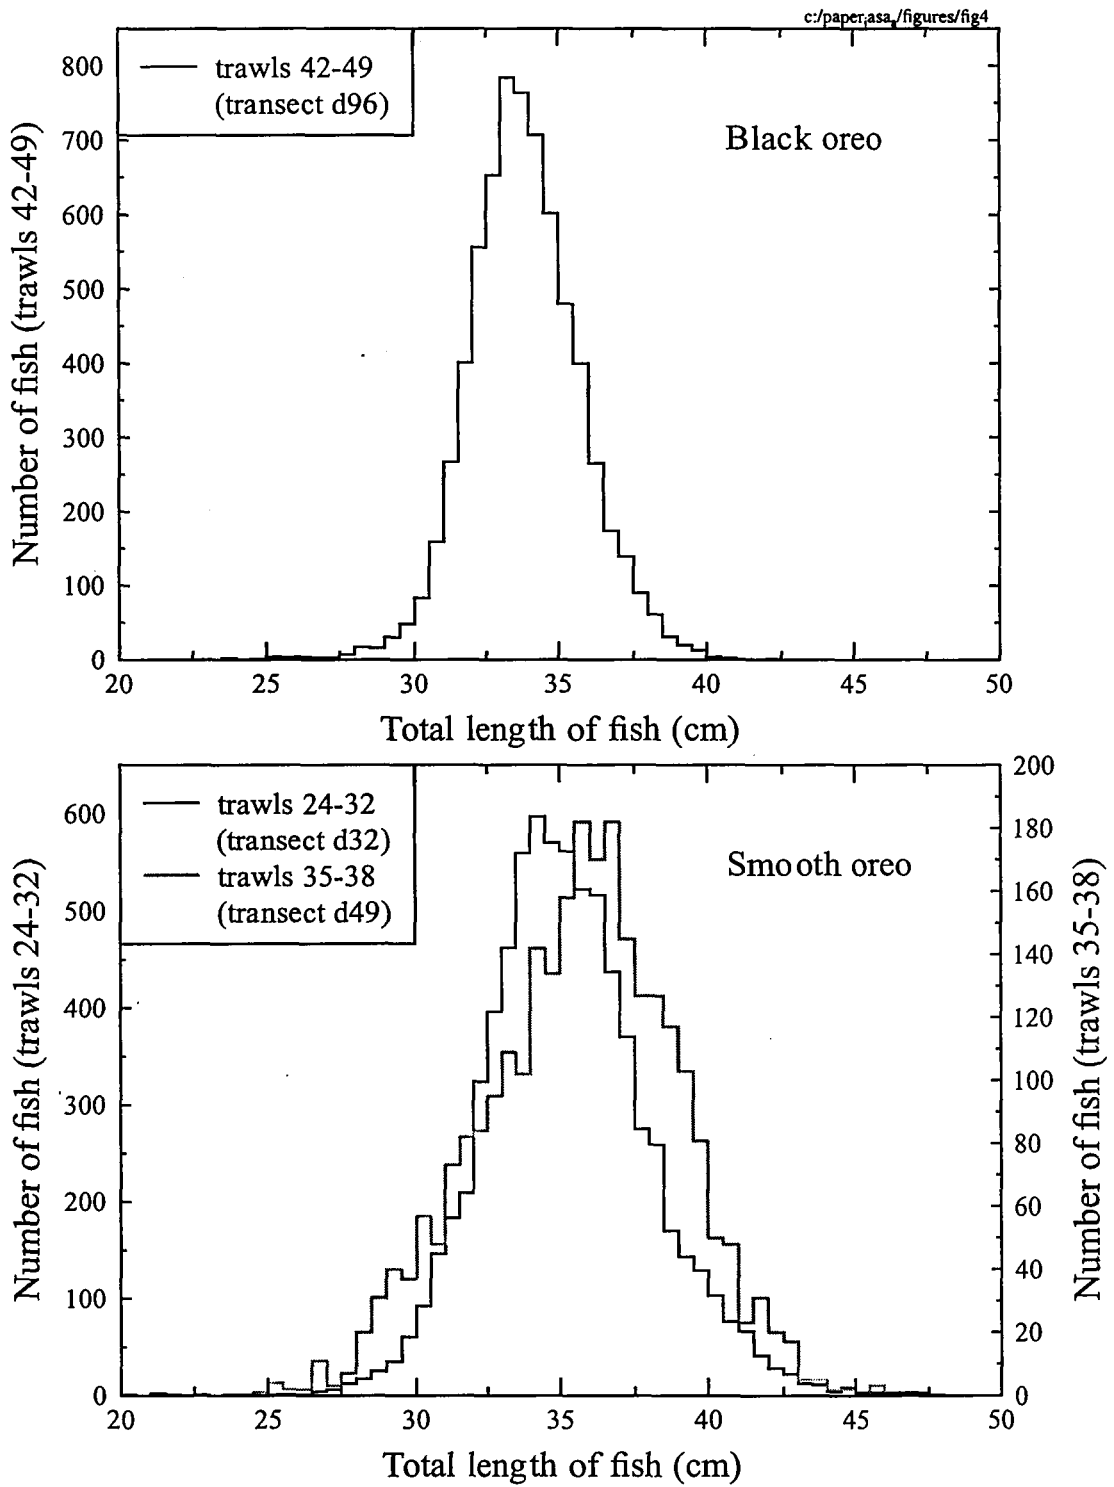 c:/paper_jasa_/figures/fig4
trawls 42-49
(transect d96)
Black oreo
Number of fish (trawls 42-49)
800
700
600
500
400
300
200
100
0
20 25 30 35 40 45 50
Total length of fish (cm)
trawls 24-32
(transect d32)
trawls 35-38
(transect d49)
Smooth oreo
Number of fish (trawls 24-32)
600
500
400
300
200
100
0
200
180
160
140
120
100
80
60
40
20
0
Number of fish (trawls 35-38)
20 25 30 35 40 45 50
Total length of fish (cm)